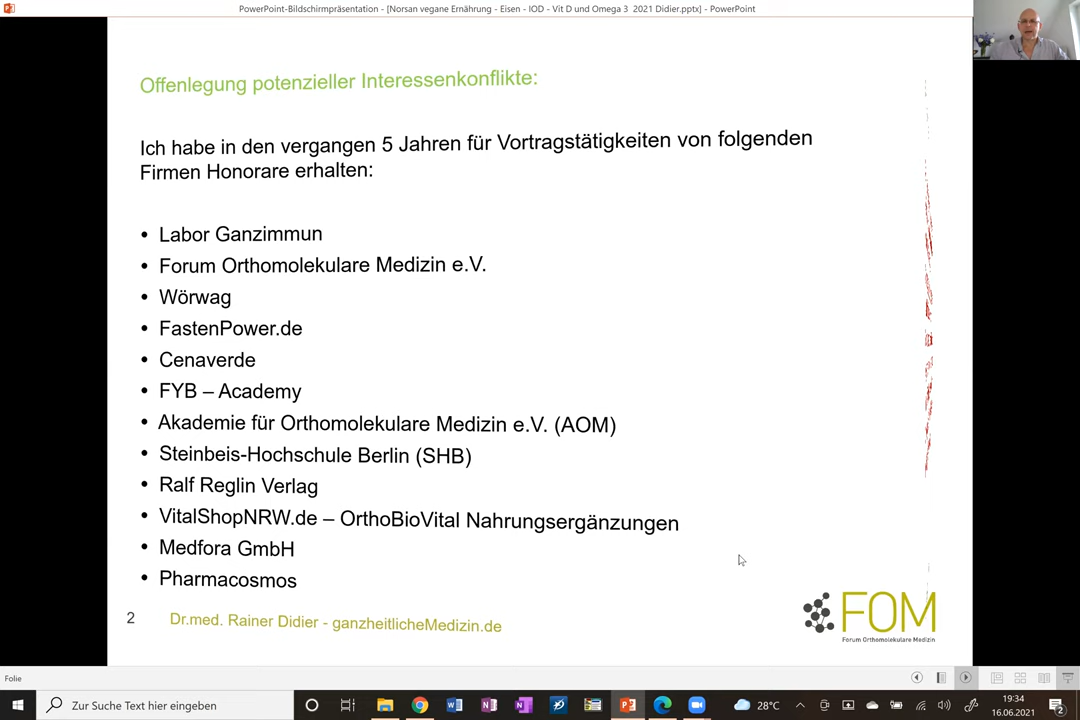 PowerPoint-Bildschirmpräsentation - [Norsan vegane Ernährung - Eisen - IOD - Vit D und Omega 3 2021 Didier.pptx] - PowerPoint
Offenlegung potenzieller Interessenkonflikte:
Ich habe in den vergangen 5 Jahren für Vortragstätigkeiten von folgenden
Firmen Honorare erhalten:
• Labor Ganzimmun
• Forum Orthomolekulare Medizin e.V.
• Wörwag
• FastenPower.de
• Cenaverde
• FYB – Academy
• Akademie für Orthomolekulare Medizin e.V. (AOM)
• Steinbeis-Hochschule Berlin (SHB)
• Ralf Reglin Verlag
• VitalShopNRW.de – OrthoBioVital Nahrungsergänzungen
• Medfora GmbH
• Pharmacosmos
2
Dr.med. Rainer Didier - ganzheitlicheMedizin.de
FOM
Forum Orthomolekulare Medizin
Folie
Zur Suche Text hier eingeben
28°C
19:34
16.06.2021
2